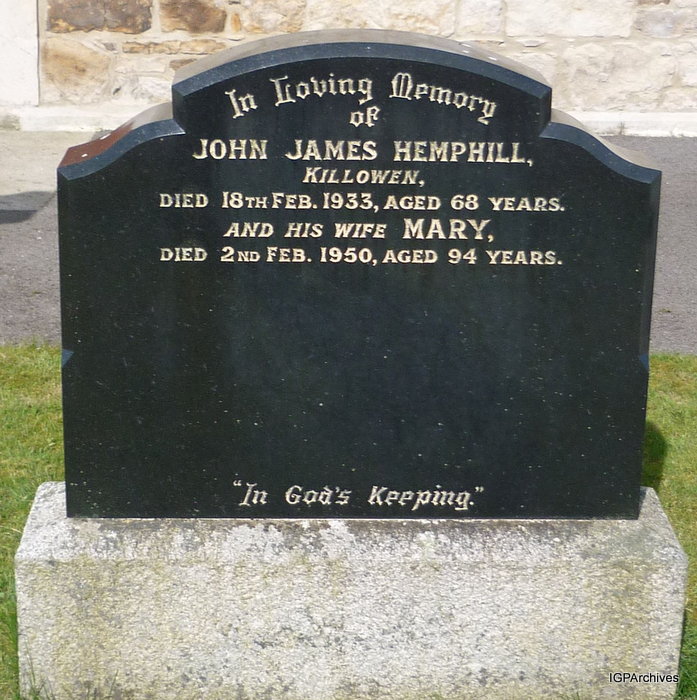 In Loving Memory
of
JOHN JAMES HEMPHILL,
KILLOWEN,
DIED 18TH FEB. 1933, AGED 68 YEARS.
AND HIS WIFE MARY,
DIED 2ND FEB. 1950, AGED 94 YEARS.
"In God's Keeping."
IGPArchives